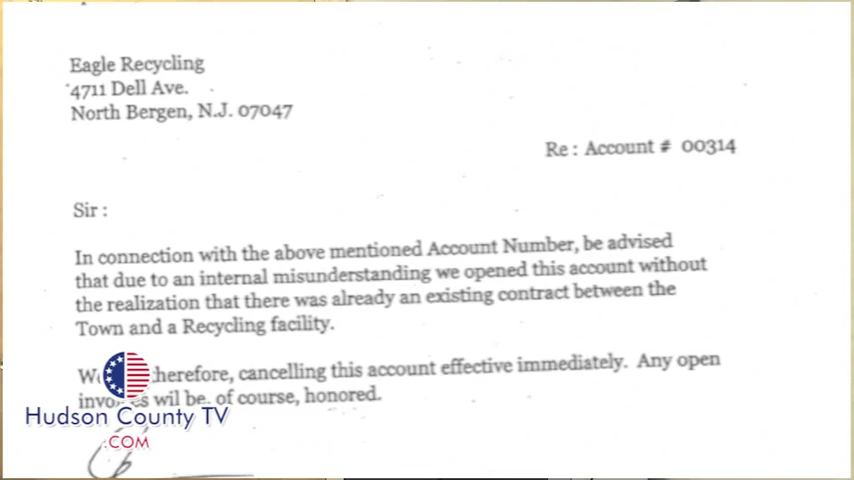 Eagle Recycling
4711 Dell Ave.
North Bergen, N.J. 07047
Re : Account # 00314
Sir :
In connection with the above mentioned Account Number, be advised
that due to an internal misunderstanding we opened this account without
the realization that there was already an existing contract between the
Town and a Recycling facility.
therefore, cancelling this account effective immediately. Any open
wil be, of course, honored.
Hudson County TV
.COM